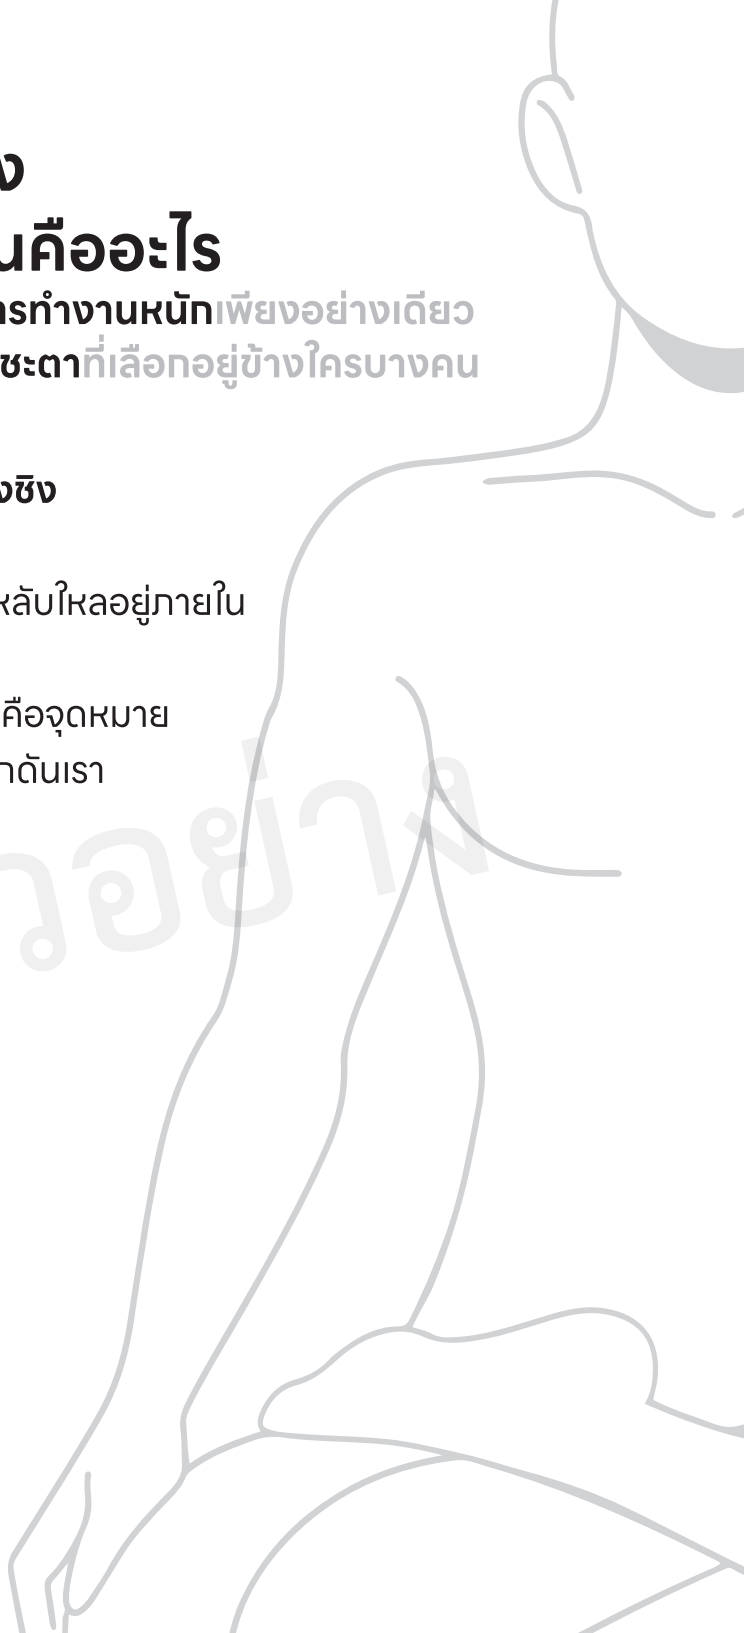 ง
นคืออะไร
ารทำงานหนักเพียงอย่างเดียว
ชะตาที่เลือกอยู่ข้างใครบางคน
งชิง
หลับใหลอยู่ภายใน
คือจุดหมาย
กดันเรา
วอย่าง